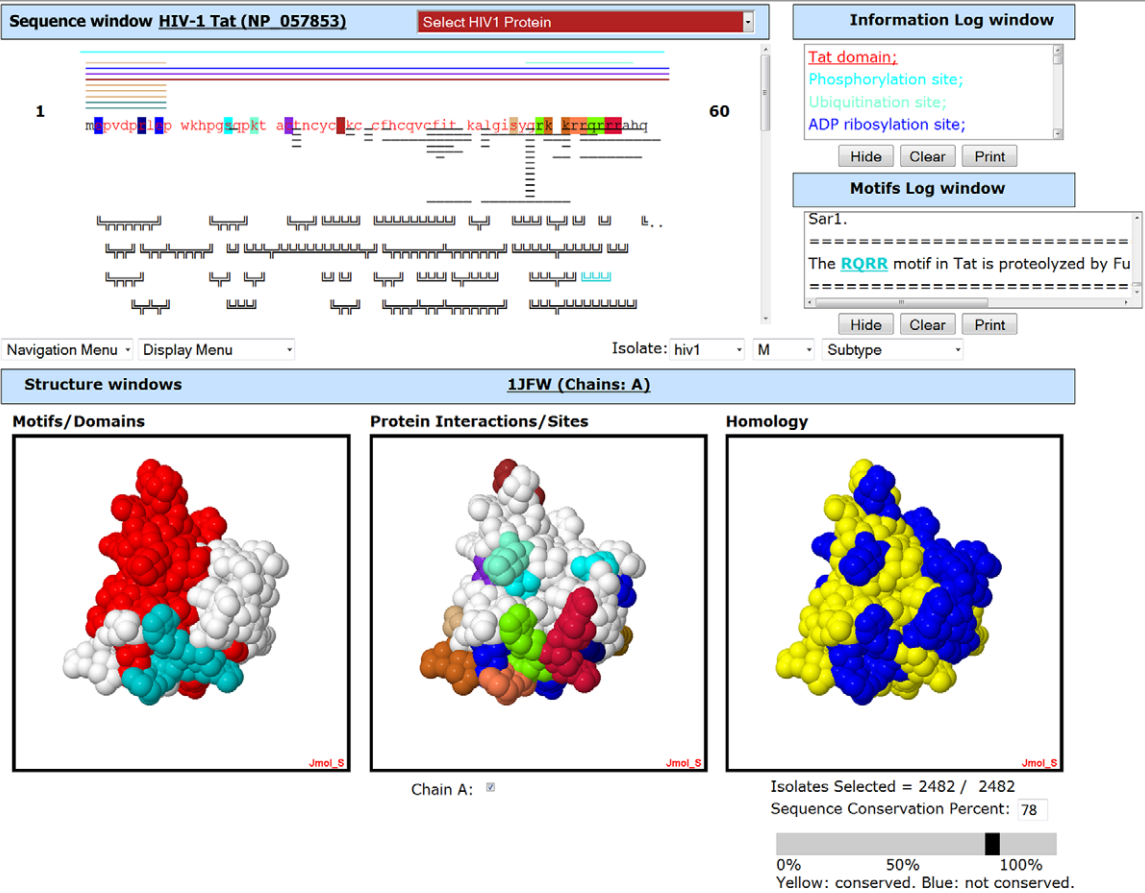 Sequence window HIV-1 Tat (NP_057853)
Select HIV1 Protein
1
60
Information Log window
Tat domain;
Phosphorylation site;
Ubiquitination site;
ADP ribosylation site;
Hide Clear Print
Motifs Log window
Sar1.
==========================
The RQRR motif in Tat is proteolyzed by Fu
==========================
Hide Clear Print
Navigation Menu Display Menu
Isolate: hiv1 M Subtype
Structure windows 1JFW (Chains: A)
Motifs/Domains
Protein Interactions/Sites
Homology
Jmol_S
Jmol_S
Jmol_S
Chain A:
Isolates Selected = 2482 / 2482
Sequence Conservation Percent: 78
0% 50% 100%
Yellow: conserved. Blue: not conserved.